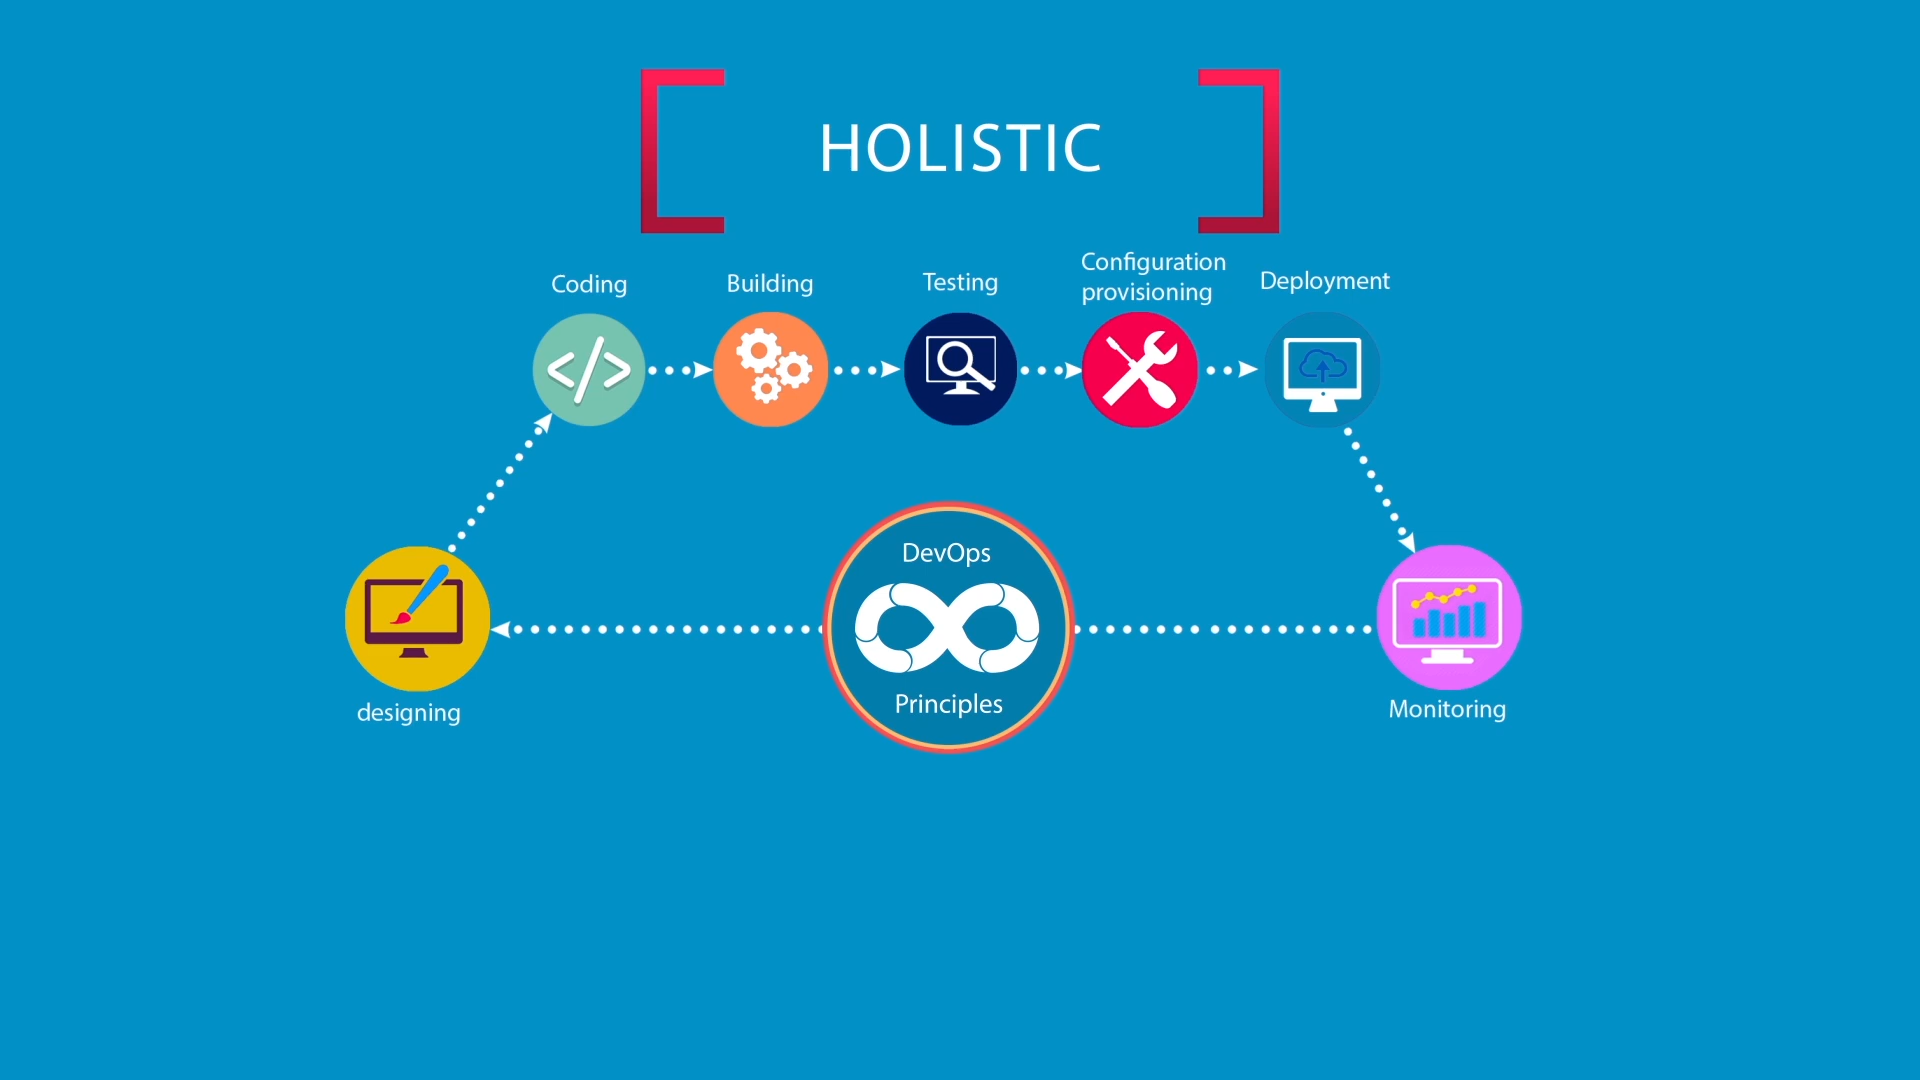 HOLISTIC
Coding
Building
Testing
Configuration
provisioning
Deployment
DevOps
Principles
designing
Monitoring